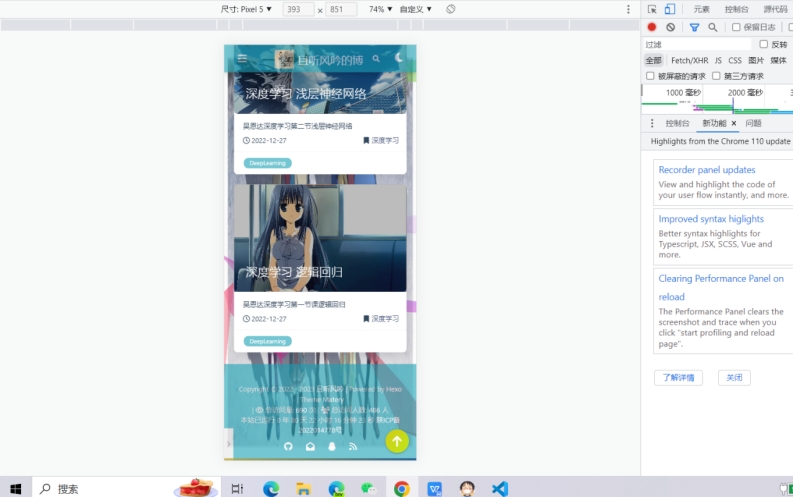 尺寸: Pixel 5 ▼ 393 × 851 74% ▼ 自定义 ▼
元素 控制台 源代码
保留日志
过滤 反转
全部 Fetch/XHR JS CSS 图片 媒体
被屏蔽的请求 第三方请求
1000 毫秒 2000 毫秒
控制台 新功能 × 问题
Highlights from the Chrome 110 update
Recorder panel updates
View and highlight the code of
your user flow instantly, and more.
Improved syntax higlights
Better syntax highlights for
Typescript, JSX, SCSS, Vue and
more.
Clearing Performance Panel on
reload
The Performance Panel clears the
screenshot and trace when you
click "start profiling and reload
page".
了解详情 关闭
且听风吟的博
深度学习 浅层神经网络
吴恩达深度学习第二节浅层神经网络
2022-12-27 深度学习
DeepLearning
深度学习 逻辑回归
吴恩达深度学习第一节课逻辑回归
2022-12-27 深度学习
DeepLearning
Copyright © 2022- 2023 且听风吟 | Powered by Hexo
| Theme Matery
搜索